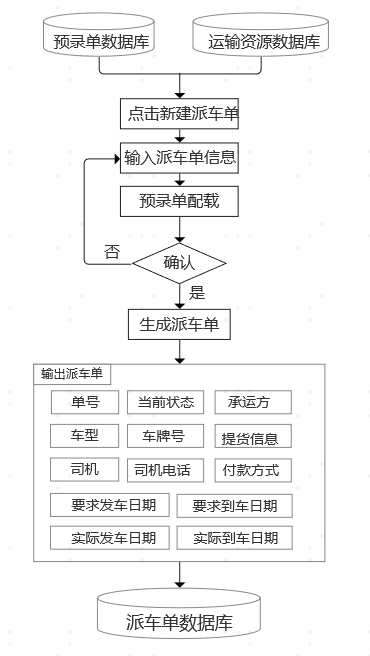 预录单数据库
运输资源数据库
点击新建派车单
输入派车单信息
预录单配载
否
确认
是
生成派车单
输出派车单
单号
当前状态
承运方
车型
车牌号
提货信息
司机
司机电话
付款方式
要求发车日期
要求到车日期
实际发车日期
实际到车日期
派车单数据库